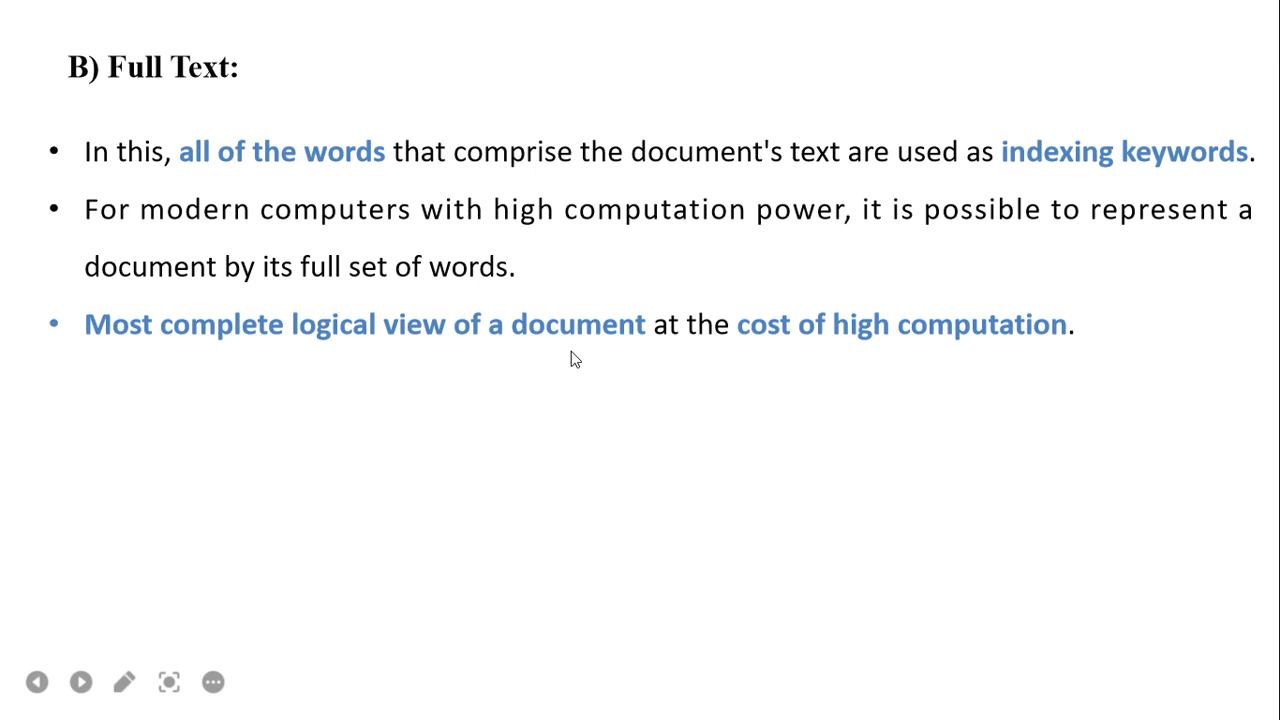 B) Full Text:
• In this, all of the words that comprise the document's text are used as indexing keywords.
• For modern computers with high computation power, it is possible to represent a
document by its full set of words.
• Most complete logical view of a document at the cost of high computation.